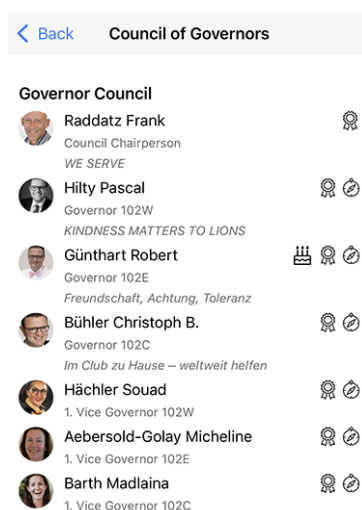 Back Council of Governors
Governor Council
Raddatz Frank
Council Chairperson
WE SERVE
Hilty Pascal
Governor 102W
KINDNESS MATTERS TO LIONS
Günthart Robert
Governor 102E
Freundschaft, Achtung, Toleranz
Bühler Christoph B.
Governor 102C
Im Club zu Hause – weltweit helfen
Hächler Souad
1. Vice Governor 102W
Aebersold-Golay Micheline
1. Vice Governor 102E
Barth Madlaina
1. Vice Governor 102C